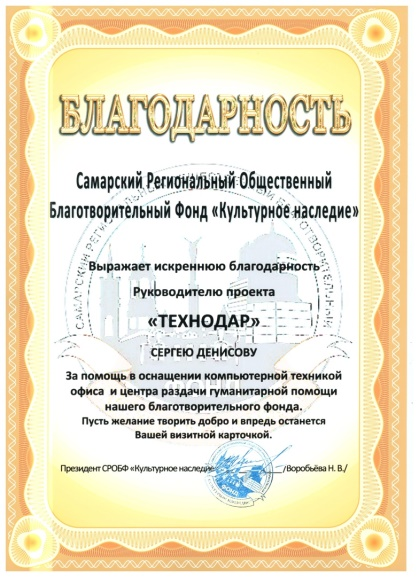 БЛАГОДАРНОСТЬ
Самарский Региональный Общественный
Благотворительный Фонд «Культурное наследие»
Выражает искреннюю благодарность
Руководителю проекта
«ТЕХНОДАР»
СЕРГЕЮ ДЕНИСОВУ
За помощь в оснащении компьютерной техникой
офиса и центра раздачи гуманитарной помощи
нашего благотворительного фонда.
Пусть желание творить добро и впредь останется
Вашей визитной карточкой.
Президент СРОБФ «Культурное наследие /Воробьёва Н. В./
ФОНД